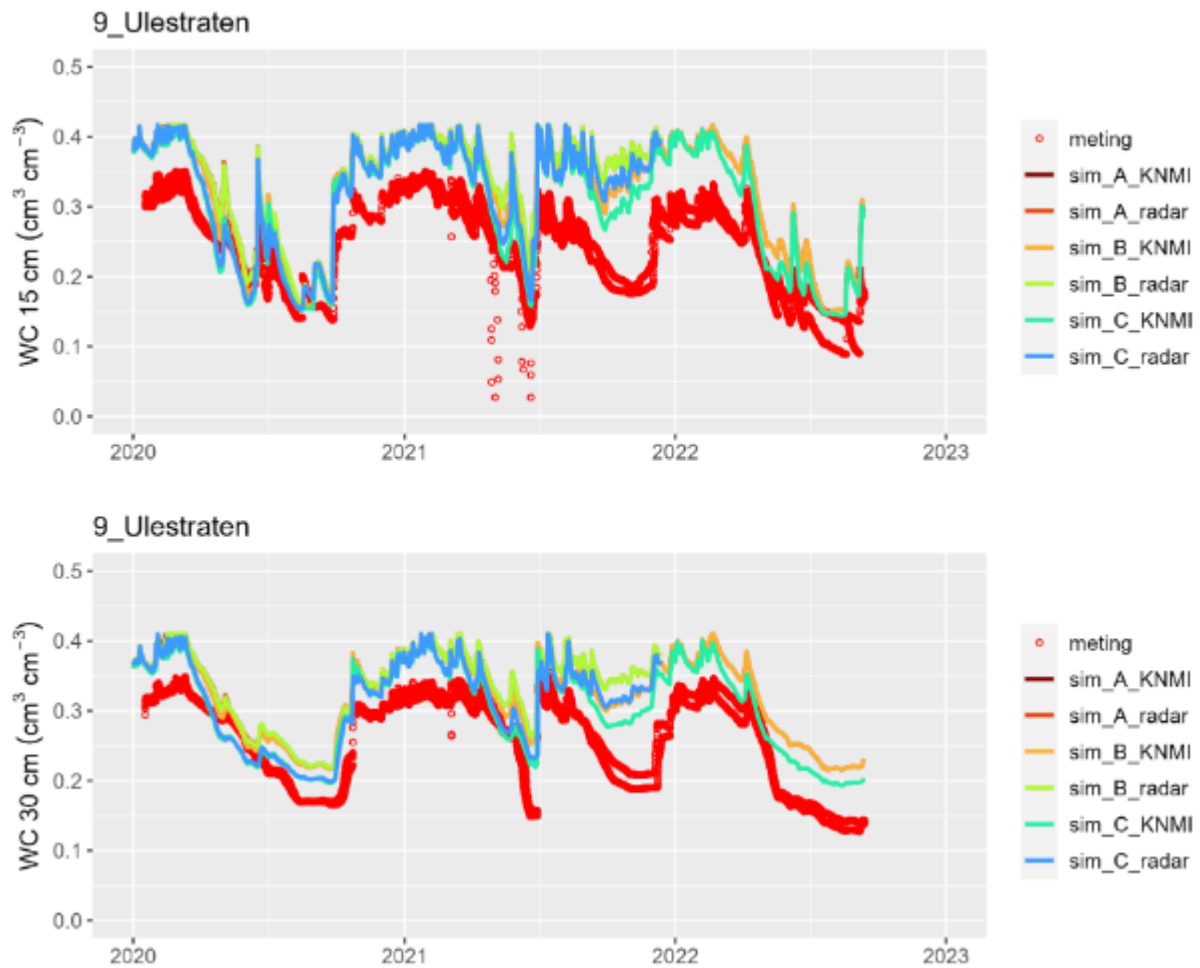 9_Ulestraten
WC 15 cm (cm³ cm⁻³)
0.5
0.4
0.3
0.2
0.1
0.0
2020 2021 2022 2023
meting
sim_A_KNMI
sim_A_radar
sim_B_KNMI
sim_B_radar
sim_C_KNMI
sim_C_radar
9_Ulestraten
WC 30 cm (cm³ cm⁻³)
0.5
0.4
0.3
0.2
0.1
0.0
2020 2021 2022 2023
meting
sim_A_KNMI
sim_A_radar
sim_B_KNMI
sim_B_radar
sim_C_KNMI
sim_C_radar